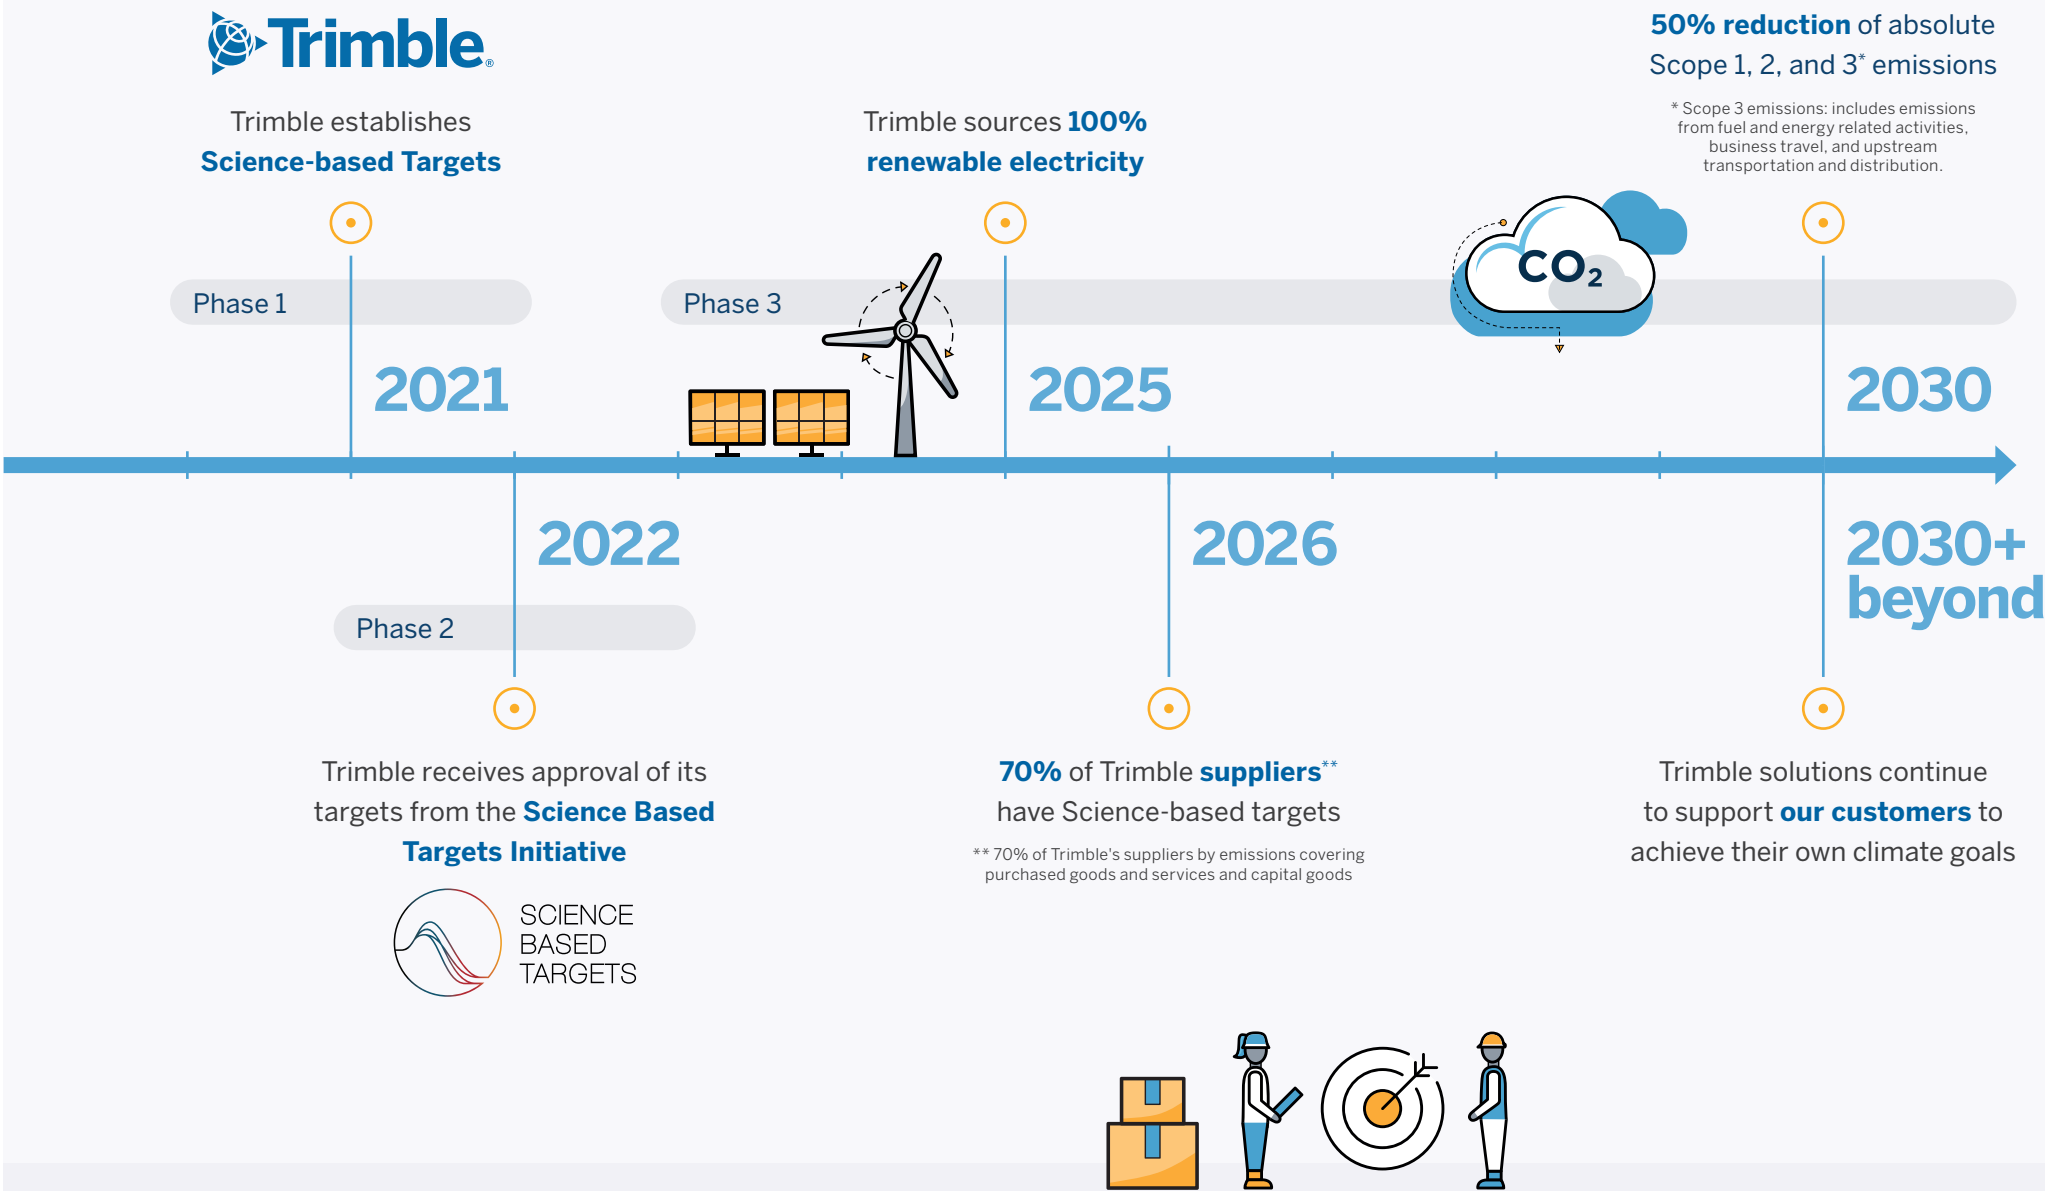 Trimble®
Trimble establishes
Science-based Targets
Phase 1
2021
Trimble receives approval of its
targets from the Science Based
Targets Initiative
SCIENCE
BASED
TARGETS
2022
Phase 2
Trimble sources 100%
renewable electricity
Phase 3
2025
2026
70% of Trimble suppliers**
have Science-based targets
** 70% of Trimble's suppliers by emissions covering
purchased goods and services and capital goods
50% reduction of absolute
Scope 1, 2, and 3* emissions
* Scope 3 emissions: includes emissions
from fuel and energy related activities,
business travel, and upstream
transportation and distribution.
CO2
2030
2030+
beyond
Trimble solutions continue
to support our customers to
achieve their own climate goals